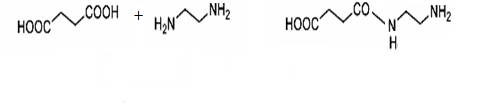 HOOC COOH + H₂N NH₂ HOOC CO N H NH₂